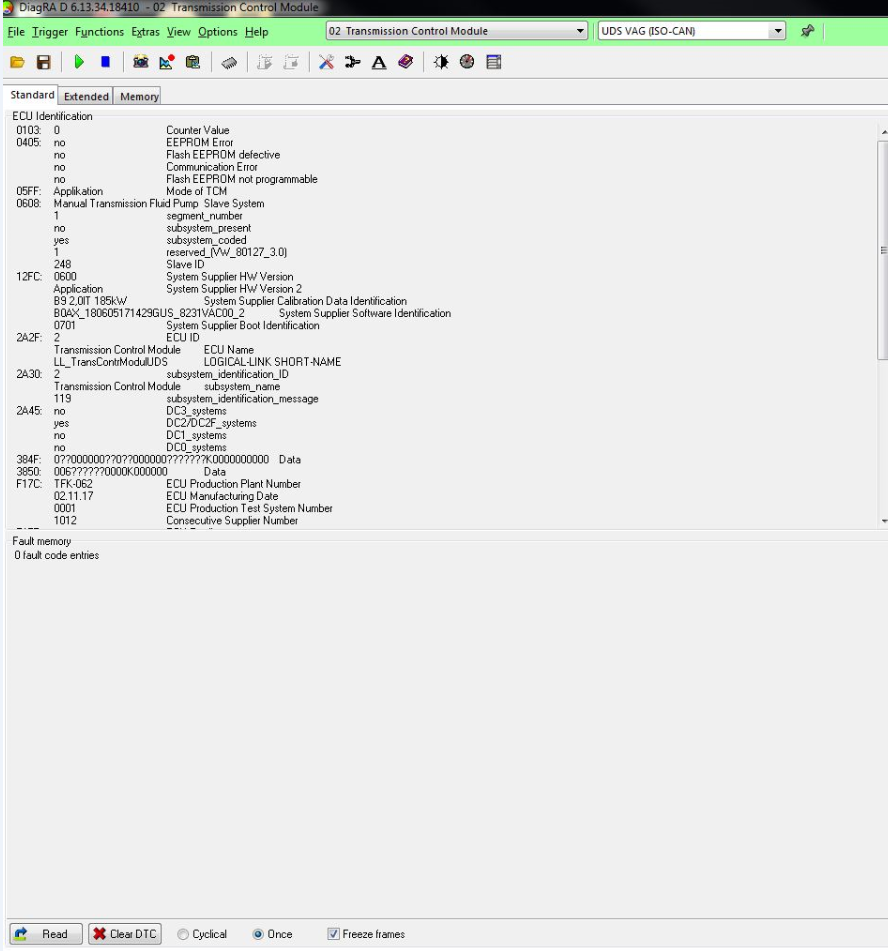 DiagRA D 6.13.34.18410 - 02 Transmission Control Module
File Trigger Functions Extras View Options Help 02 Transmission Control Module UDS VAG (ISO-CAN)
Standard Extended Memory
ECU Identification
0103: 0 Counter Value
0405: no EEPROM Error
no Flash EEPROM defective
no Communication Error
no Flash EEPROM not programmable
05FF: Applikation Mode of TCM
0608: Manual Transmission Fluid Pump Slave System
1 segment_number
no subsystem_present
yes subsystem_coded
1 reserved_(VW_80127_3.0)
248 Slave ID
12FC: 0600 System Supplier HW Version
Application System Supplier HW Version 2
B9 2,0lT 185kW System Supplier Calibration Data Identification
B0AX_180605171429GUS_8231VAC00_2 System Supplier Software Identification
0701 System Supplier Boot Identification
2A2F: 2 ECU ID
Transmission Control Module ECU Name
LL_TransContrModulUDS LOGICAL-LINK SHORT-NAME
2A30: 2 subsystem_identification_ID
Transmission Control Module subsystem_name
119 subsystem_identification_message
2A45: no DC3_systems
yes DC2/DC2F_systems
no DC1_systems
no DC0_systems
384F: 0??000000??0??000000???????K0000000000 Data
3850: 006??????0000K000000 Data
F17C: TFK-062 ECU Production Plant Number
02.11.17 ECU Manufacturing Date
0001 ECU Production Test System Number
1012 Consecutive Supplier Number
Fault memory
0 fault code entries
Read Clear DTC Cyclical Once Freeze frames